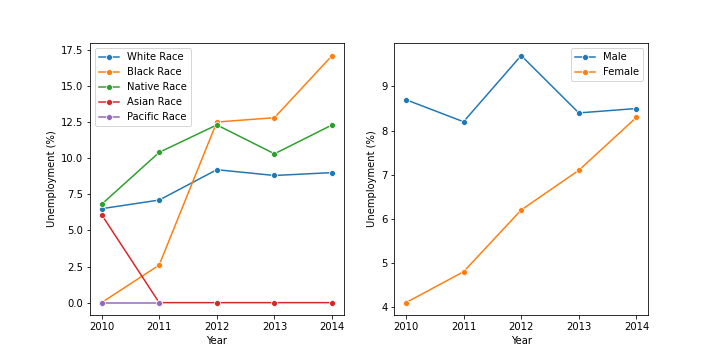 17.5
15.0
12.5
10.0
7.5
5.0
2.5
0.0
Unemployment (%)
White Race
Black Race
Native Race
Asian Race
Pacific Race
2010 2011 2012 2013 2014
Year
9
8
7
6
5
4
Unemployment (%)
Male
Female
2010 2011 2012 2013 2014
Year